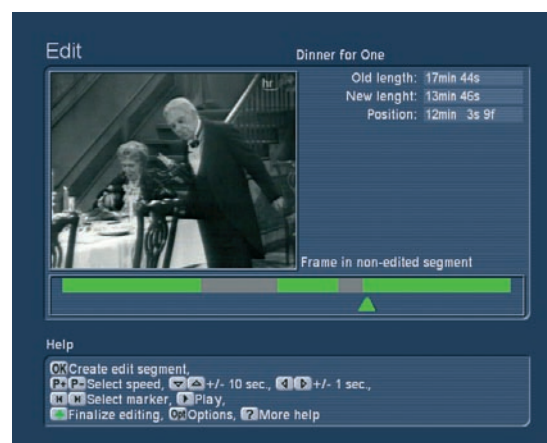 Edit
Dinner for One
hr
Old length: 17min 44s
New lenght: 13min 46s
Position: 12min 3s 9f
Frame in non-edited segment
Help
OK Create edit segment,
P+ P- Select speed, +/- 10 sec., +/- 1 sec.,
Select marker, Play,
Finalize editing, Opt Options, ? More help